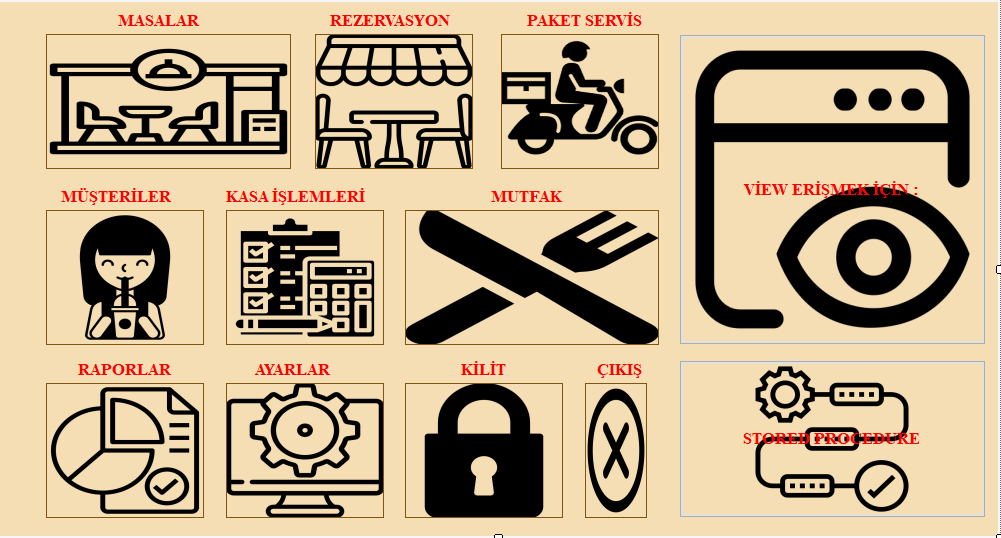 MASALAR
REZERVASYON
PAKET SERVİS
VİEW ERİŞMEK İÇİN :
MÜŞTERİLER
KASA İŞLEMLERİ
MUTFAK
RAPORLAR
AYARLAR
KİLİT
ÇIKIŞ
STORED PROCEDURE